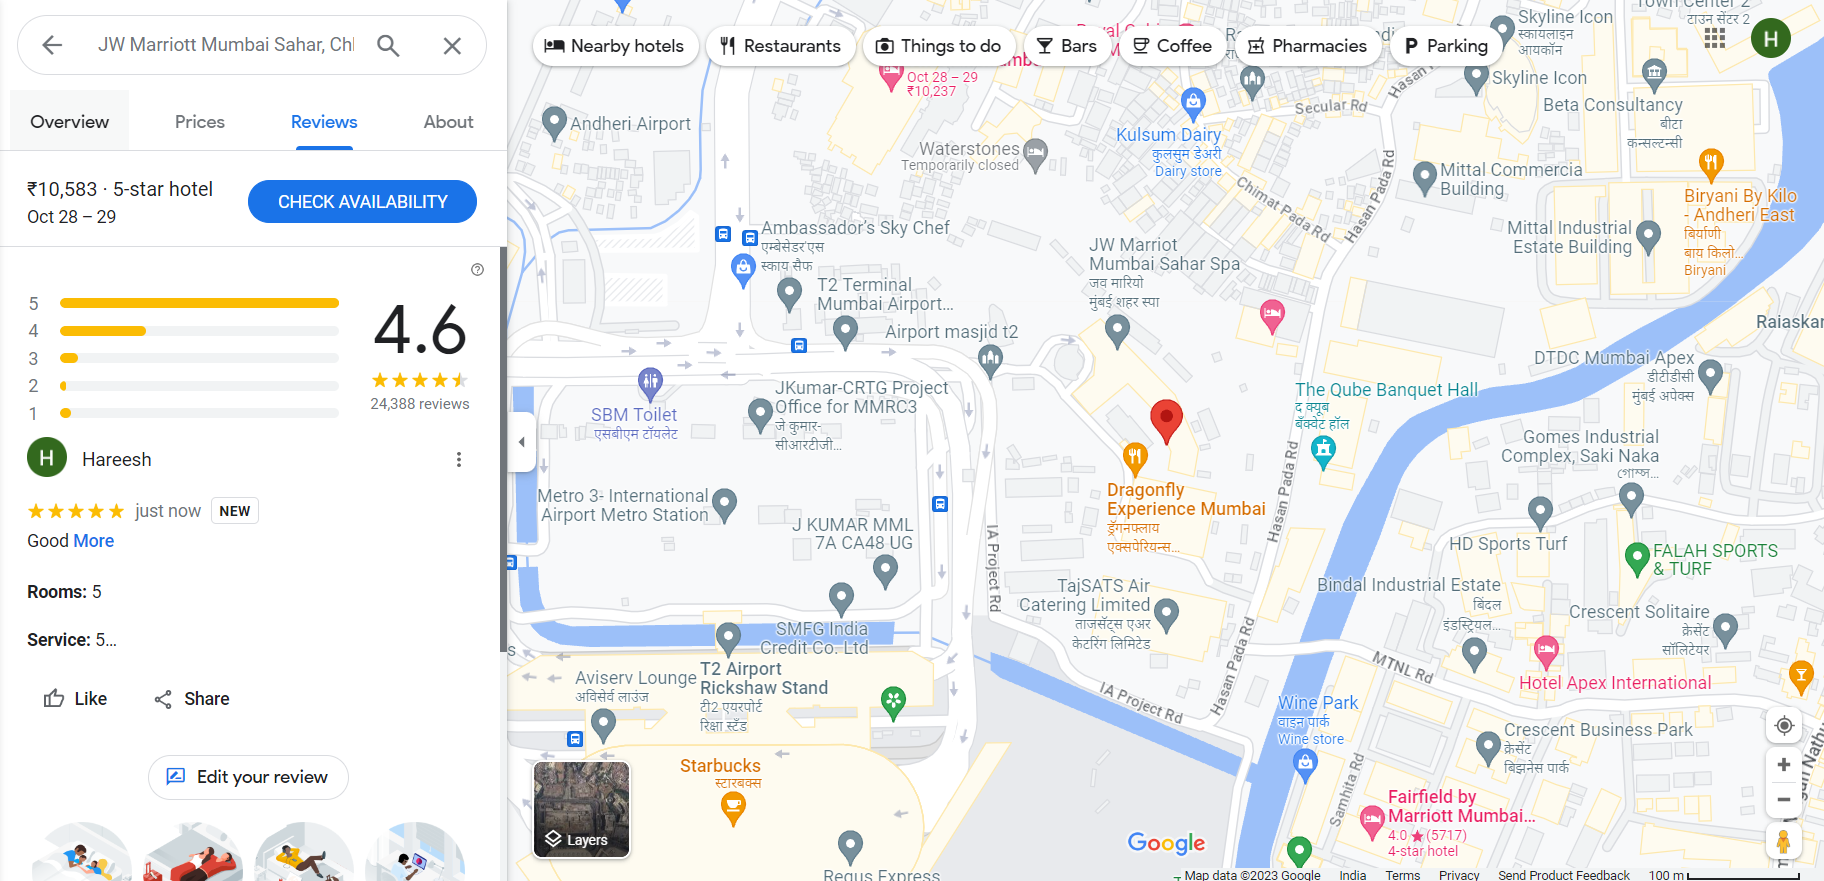 JW Marriott Mumbai Sahar, Chl
Overview
Prices
Reviews
About
₹10,583 · 5-star hotel
Oct 28 – 29
CHECK AVAILABILITY
5
4
3
2
1
4.6
24,388 reviews
H
Hareesh
just now
NEW
Good More
Rooms: 5
Service: 5...
Like
Share
Edit your review
Nearby hotels
Restaurants
Things to do
Bars
Coffee
Pharmacies
Parking
H
Oct 28 – 29
₹10,237
Skyline Icon
स्कायलाइन
आयकॉन
Town Center 2
टाउन सेंटर 2
Skyline Icon
Secular Rd
Hasan
Beta Consultancy
बीटा
कन्सल्टन्सी
Andheri Airport
Waterstones
Temporarily closed
Kulsum Dairy
कुलसुम डेअरी
Dairy store
Chimat Pada Rd
Hasan Pada Rd
Mittal Commercia
Building
Biryani By Kilo
- Andheri East
बिर्याणी
बाय किलो...
Biryani
Mittal Industrial
Estate Building
Ambassador's Sky Chef
एम्बेसेडर'एस
स्काय सैफ
JW Marriot
Mumbai Sahar Spa
जव मारियो
मुंबई शहर स्पा
T2 Terminal
Mumbai Airport...
Airport masjid t2
Raiaskar
DTDC Mumbai Apex
डीटीडीसी
मुंबई अपेक्स
SBM Toilet
एसबीएम टॉयलेट
JKumar-CRTG Project
Office for MMRC3
जे कुमार-
सीआरटीजी...
The Qube Banquet Hall
द क्यूब
बँक्वेट हॉल
Gomes Industrial
Complex, Saki Naka
গোম্স...
Metro 3- International
Airport Metro Station
J KUMAR MML
7A CA48 UG
Dragonfly
Experience Mumbai
ड्रॅगनफ्लाय
एक्सपेरियन्स...
Hasan Pada Rd
IA Project Rd
HD Sports Turf
FALAH SPORTS
& TURF
TajSATS Air
Catering Limited
ताजसॅट्स एअर
केटरिंग लिमिटेड
Bindal Industrial Estate
बिंदल
इंडस्ट्रियल...
Crescent Solitaire
क्रेसेंट
सॉलिटेयर
SMFG India
Credit Co. Ltd
Hasan Pada Rd
MTNL Rd
Hotel Apex International
Aviserv Lounge
अविसेर्व लाउंज
T2 Airport
Rickshaw Stand
टी2 एयरपोर्ट
रिक्षा स्टँड
IA Project Rd
Wine Park
वाइन पार्क
Wine store
Crescent Business Park
क्रेसेंट
बिझनेस पार्क
Starbucks
स्टारबक्स
Samhita Rd
Fairfield by
Marriott Mumbai...
4.0 (5717)
4-star hotel
Layers
Google
Regus Express
Map data ©2023 Google
India
Terms
Privacy
Send Product Feedback
100 m